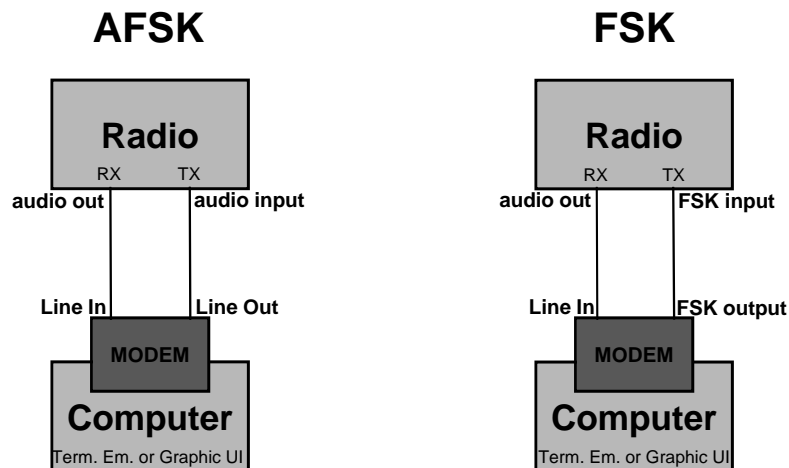 AFSK
Radio
RX TX
audio out audio input
Line In Line Out
MODEM
Computer
Term. Em. or Graphic UI
FSK
Radio
RX TX
audio out FSK input
Line In FSK output
MODEM
Computer
Term. Em. or Graphic UI